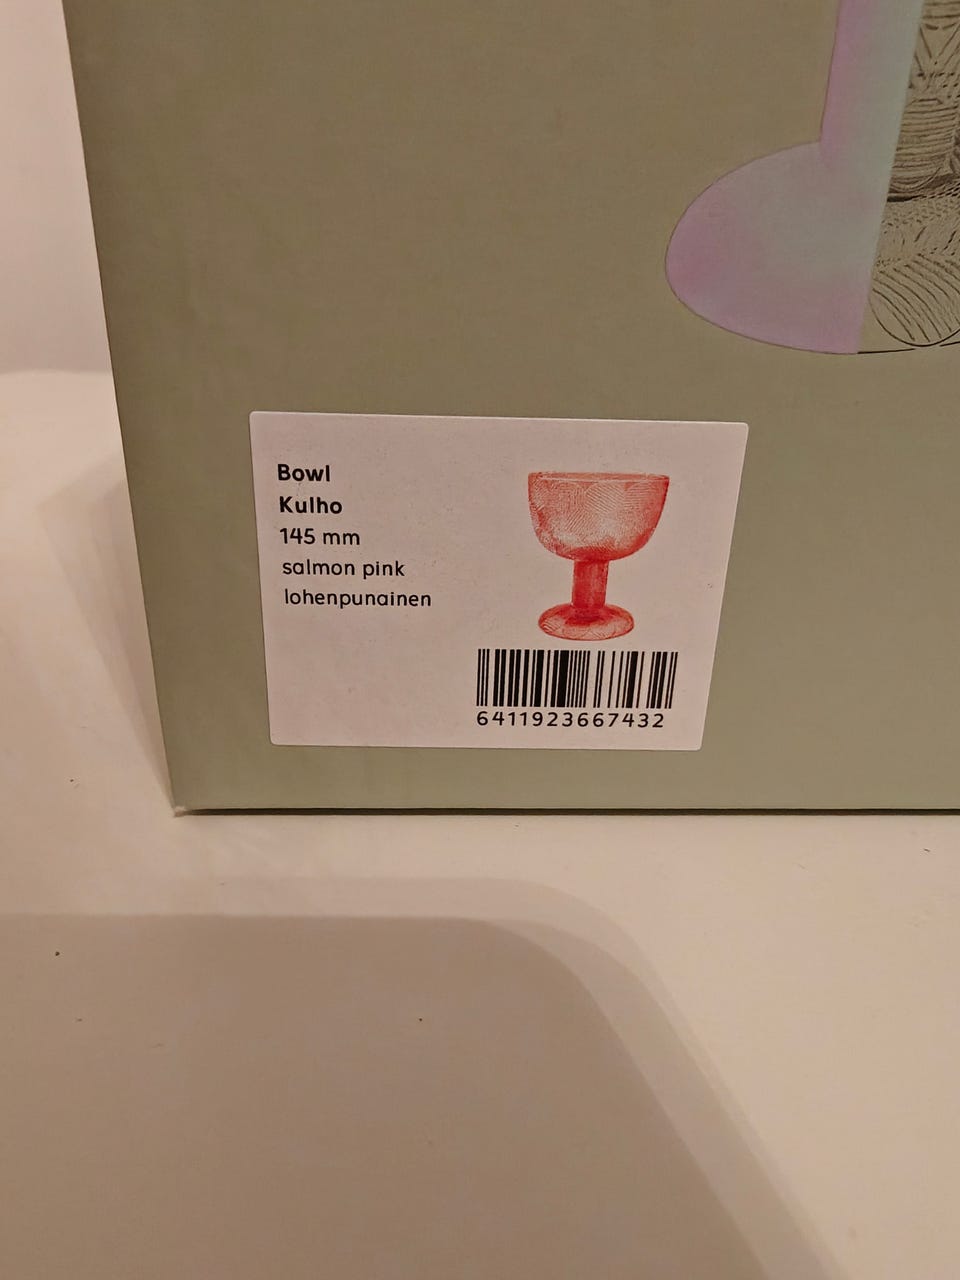 Bowl
Kulho
145 mm
salmon pink
lohenpunainen
6411923667432